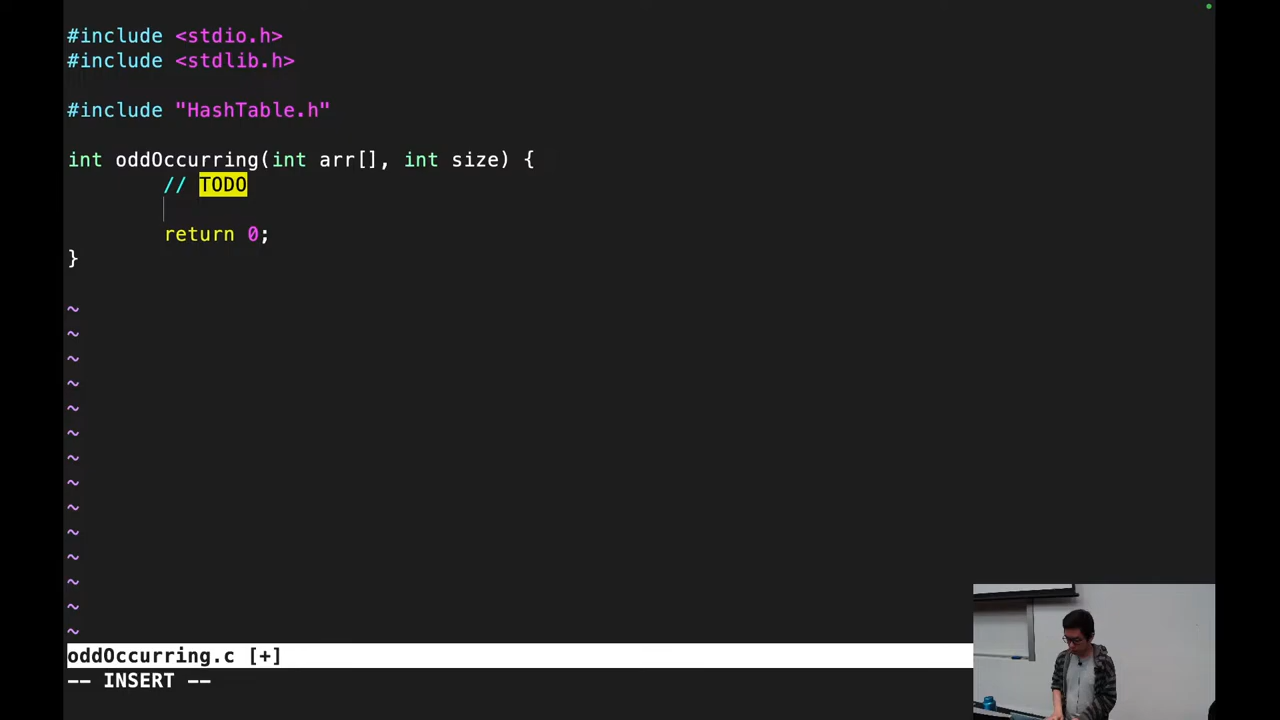 #include <stdio.h>
#include <stdlib.h>
#include "HashTable.h"
int oddOccurring(int arr[], int size) {
// TODO
return 0;
}
~
~
~
~
~
~
~
~
~
~
~
~
~
~
oddOccurring.c [+]
-- INSERT --